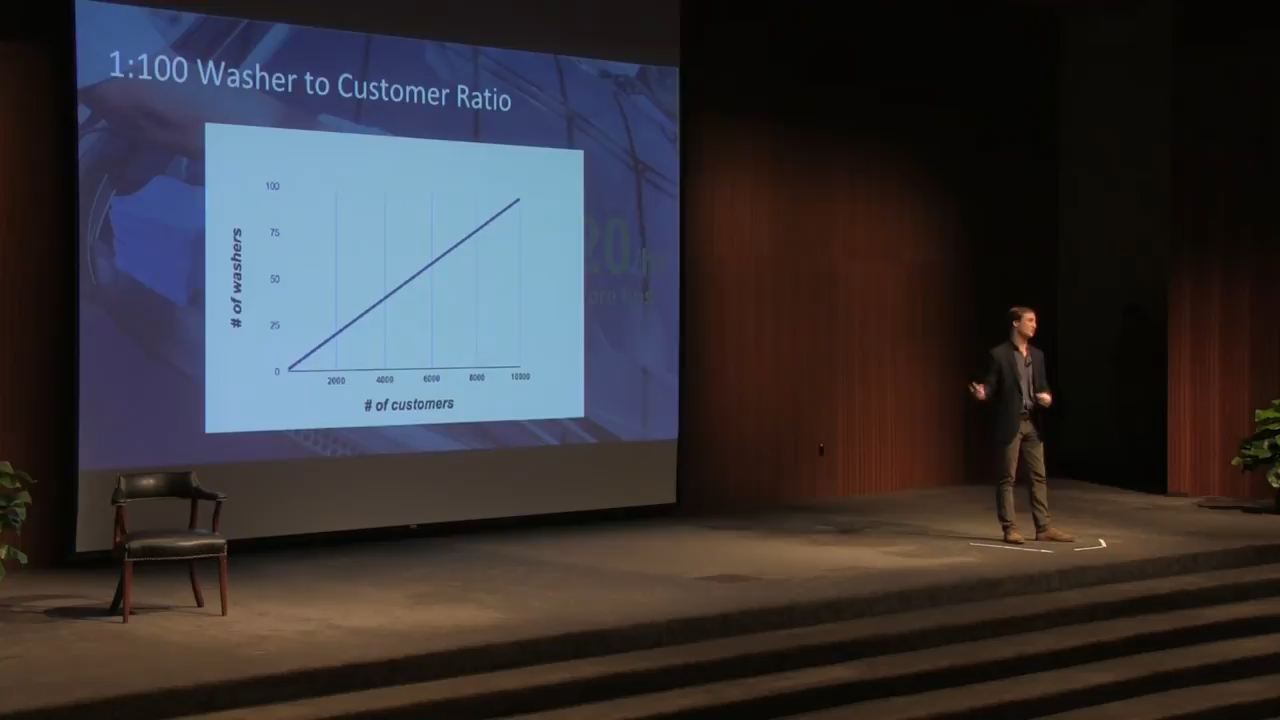 1:100 Washer to Customer Ratio
# of washers
100
75
50
25
0
2000 4000 6000 8000 10000
# of customers
20